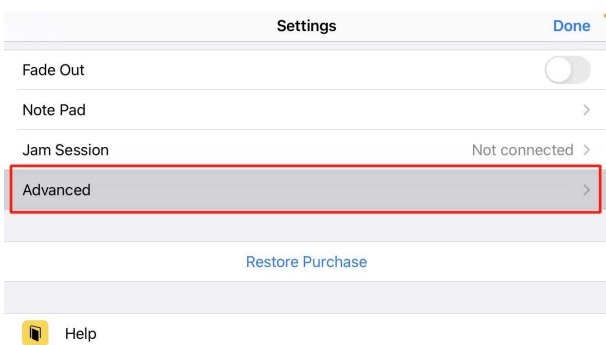 Settings Done
Fade Out
Note Pad
Jam Session Not connected
Advanced
Restore Purchase
Help